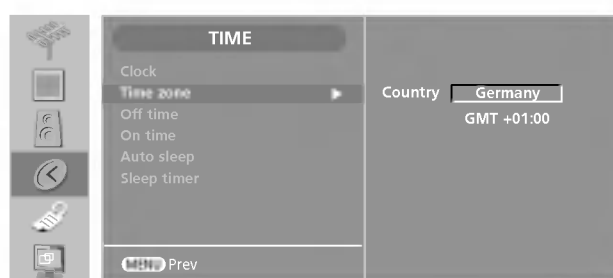 TIME
Clock
Time zone
Off time
On time
Auto sleep
Sleep timer
MENU Prev
Country Germany
GMT +01:00